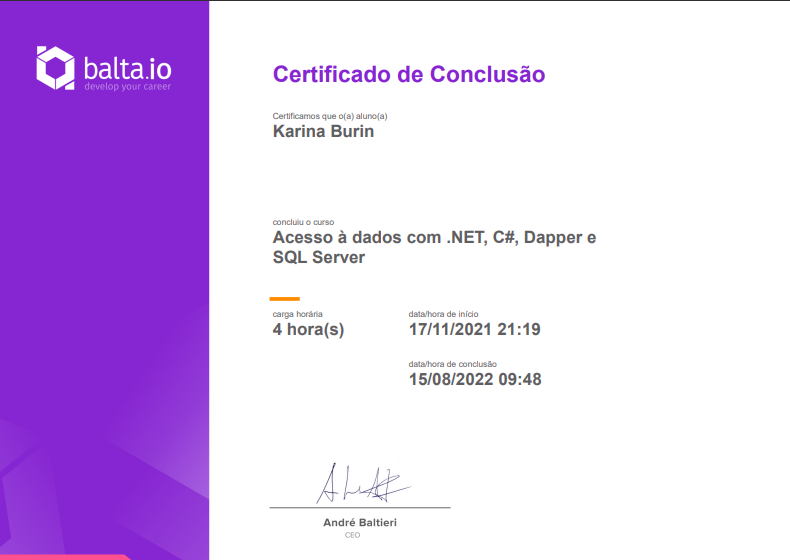 balta.io
develop your career
Certificado de Conclusão
Certificamos que o(a) aluno(a)
Karina Burin
concluiu o curso
Acesso à dados com .NET, C#, Dapper e
SQL Server
carga horária
4 hora(s)
data/hora de início
17/11/2021 21:19
data/hora de conclusão
15/08/2022 09:48
André Baltieri
CEO